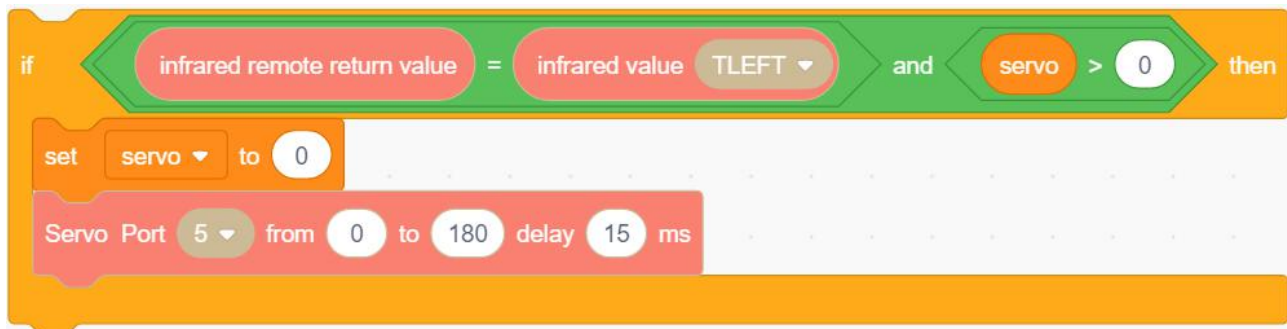 if infrared remote return value = infrared value TLEFT and servo > 0 then
set servo to 0
Servo Port 5 from 0 to 180 delay 15 ms